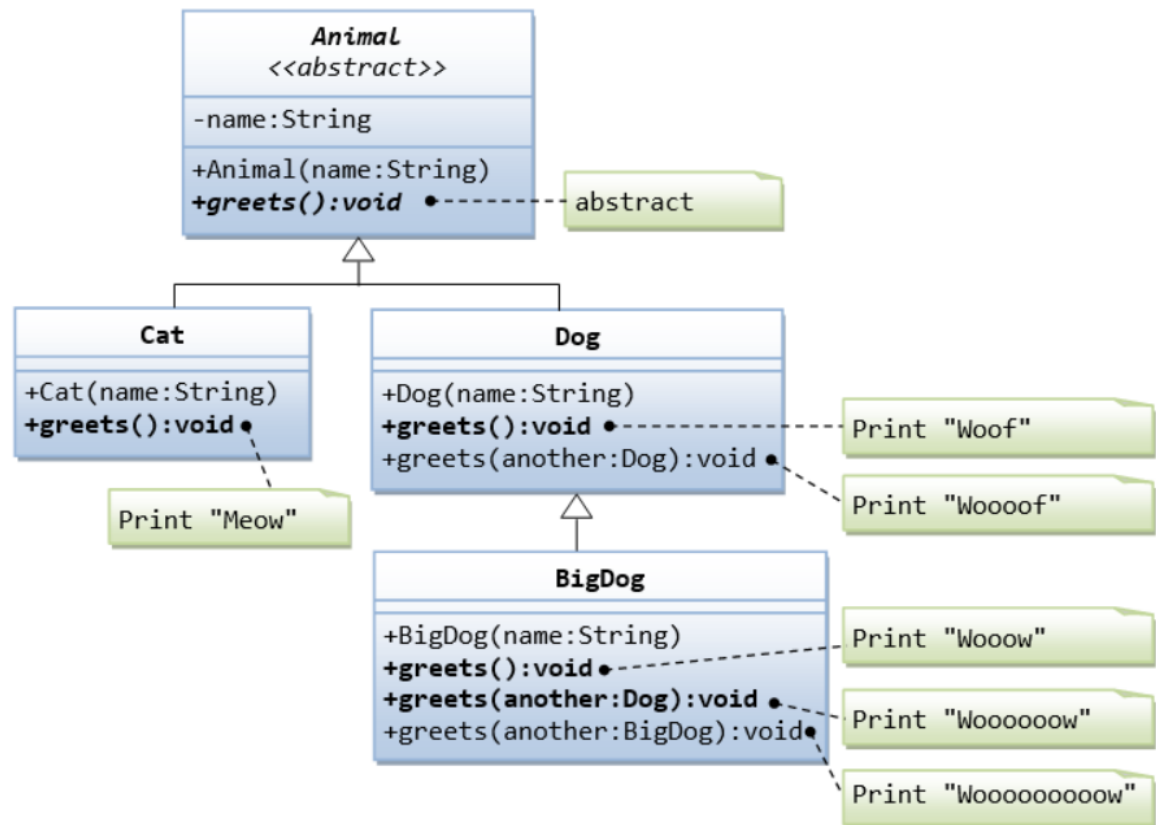 Animal
<<abstract>>
-name:String
+Animal(name:String)
+greets():void
abstract
Cat
+Cat(name:String)
+greets():void
Print "Meow"
Dog
+Dog(name:String)
+greets():void
+greets(another:Dog):void
Print "Woof"
Print "Woooof"
BigDog
+BigDog(name:String)
+greets():void
+greets(another:Dog):void
+greets(another:BigDog):void
Print "Wooow"
Print "Woooooow"
Print "Wooooooooow"